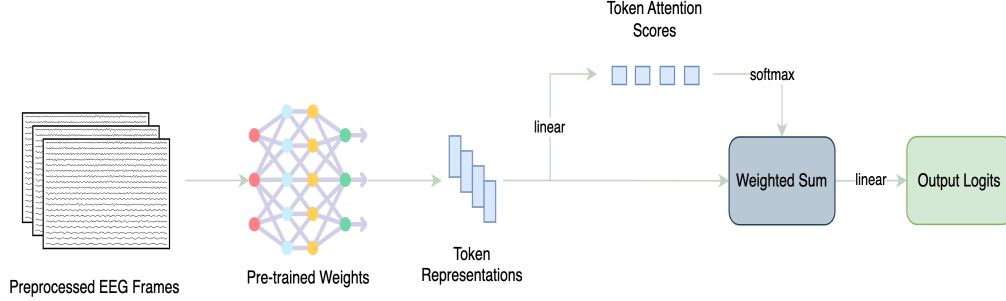 Token Attention
Scores
softmax
linear
Weighted Sum
linear
Output Logits
Preprocessed EEG Frames
Pre-trained Weights
Token
Representations